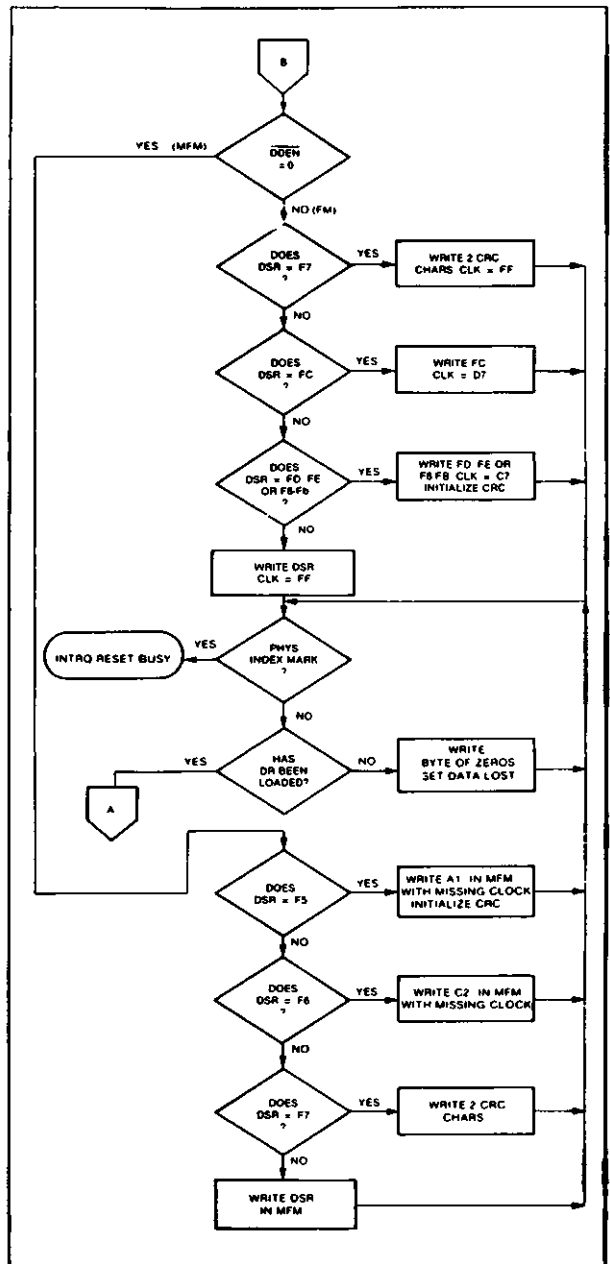 B
YES (MFM)
DDEN
= 0
NO (FM)
DOES
DSR = F7
?
YES
WRITE 2 CRC
CHARS CLK = FF
NO
DOES
DSR = FC
?
YES
WRITE FC
CLK = D7
NO
DOES
DSR = FD FE
OR F8-Fb
?
YES
WRITE FD FE OR
F8 FB CLK = C7
INITIALIZE CRC
NO
WRITE DSR
CLK = FF
PHYS
INDEX MARK
?
YES
INTRQ RESET BUSY
NO
HAS
DR BEEN
LOADED?
YES
A
NO
WRITE
BYTE OF ZEROS
SET DATA LOST
DOES
DSR = F5
YES
WRITE A1 IN MFM
WITH MISSING CLOCK
INITIALIZE CRC
NO
DOES
DSR = F6
?
YES
WRITE C2 IN MFM
WITH MISSING CLOCK
NO
DOES
DSR = F7
?
YES
WRITE 2 CRC
CHARS
NO
WRITE DSR
IN MFM